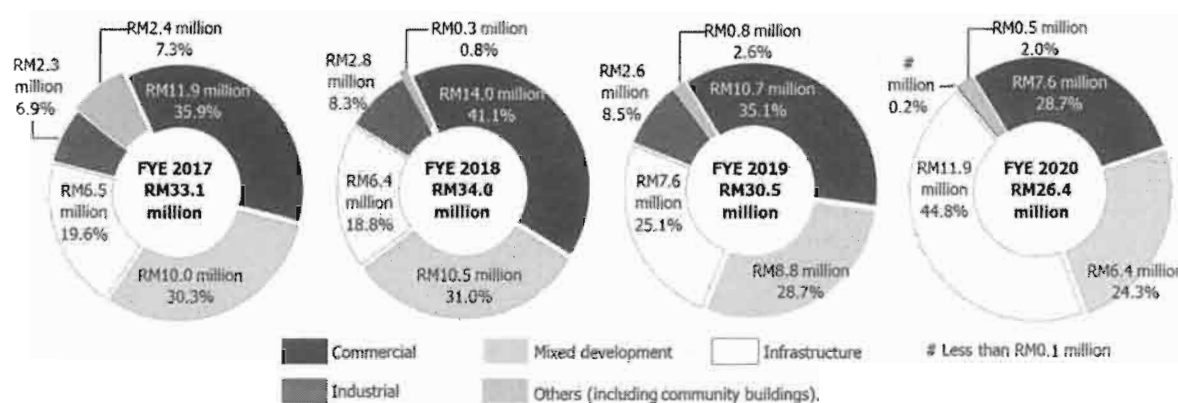 RM2.4 million
7.3%
RM2.3
million
6.9%
RM11.9 million
35.9%
FYE 2017
RM33.1
million
RM6.5
million
19.6%
RM10.0 million
30.3%
RM0.3 million
0.8%
RM2.8
million
8.3%
RM14.0 million
41.1%
FYE 2018
RM34.0
million
RM6.4
million
18.8%
RM10.5 million
31.0%
RM0.8 million
2.6%
RM2.6
million
8.5%
RM10.7 million
35.1%
FYE 2019
RM30.5
million
RM7.6
million
25.1%
RM8.8 million
28.7%
RM0.5 million
2.0%
#
million
0.2%
RM7.6 million
28.7%
FYE 2020
RM26.4
million
RM11.9
million
44.8%
RM6.4 million
24.3%
Commercial
Mixed development
Infrastructure
# Less than RM0.1 million
Industrial
Others (including community buildings).